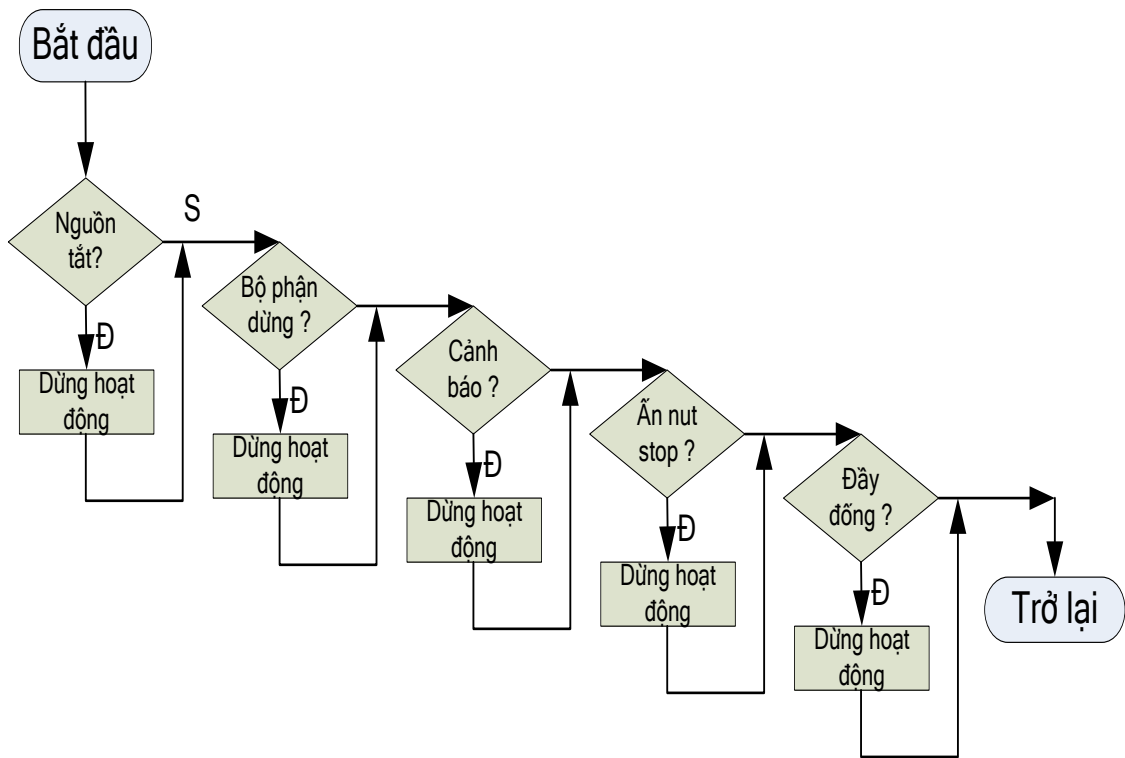 Bắt đầu
Nguồn
tắt?
S
Đ
Dừng hoạt
động
Bộ phận
dừng ?
Đ
Dừng hoạt
động
Cảnh
báo ?
Đ
Dừng hoạt
động
Ấn nut
stop ?
Đ
Dừng hoạt
động
Đầy
đống ?
Đ
Dừng hoạt
động
Trở lại